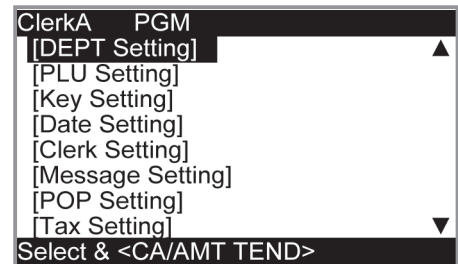 ClerkA PGM
[DEPT Setting] ▲
[PLU Setting]
[Key Setting]
[Date Setting]
[Clerk Setting]
[Message Setting]
[POP Setting]
[Tax Setting] ▼
Select & <CA/AMT TEND>